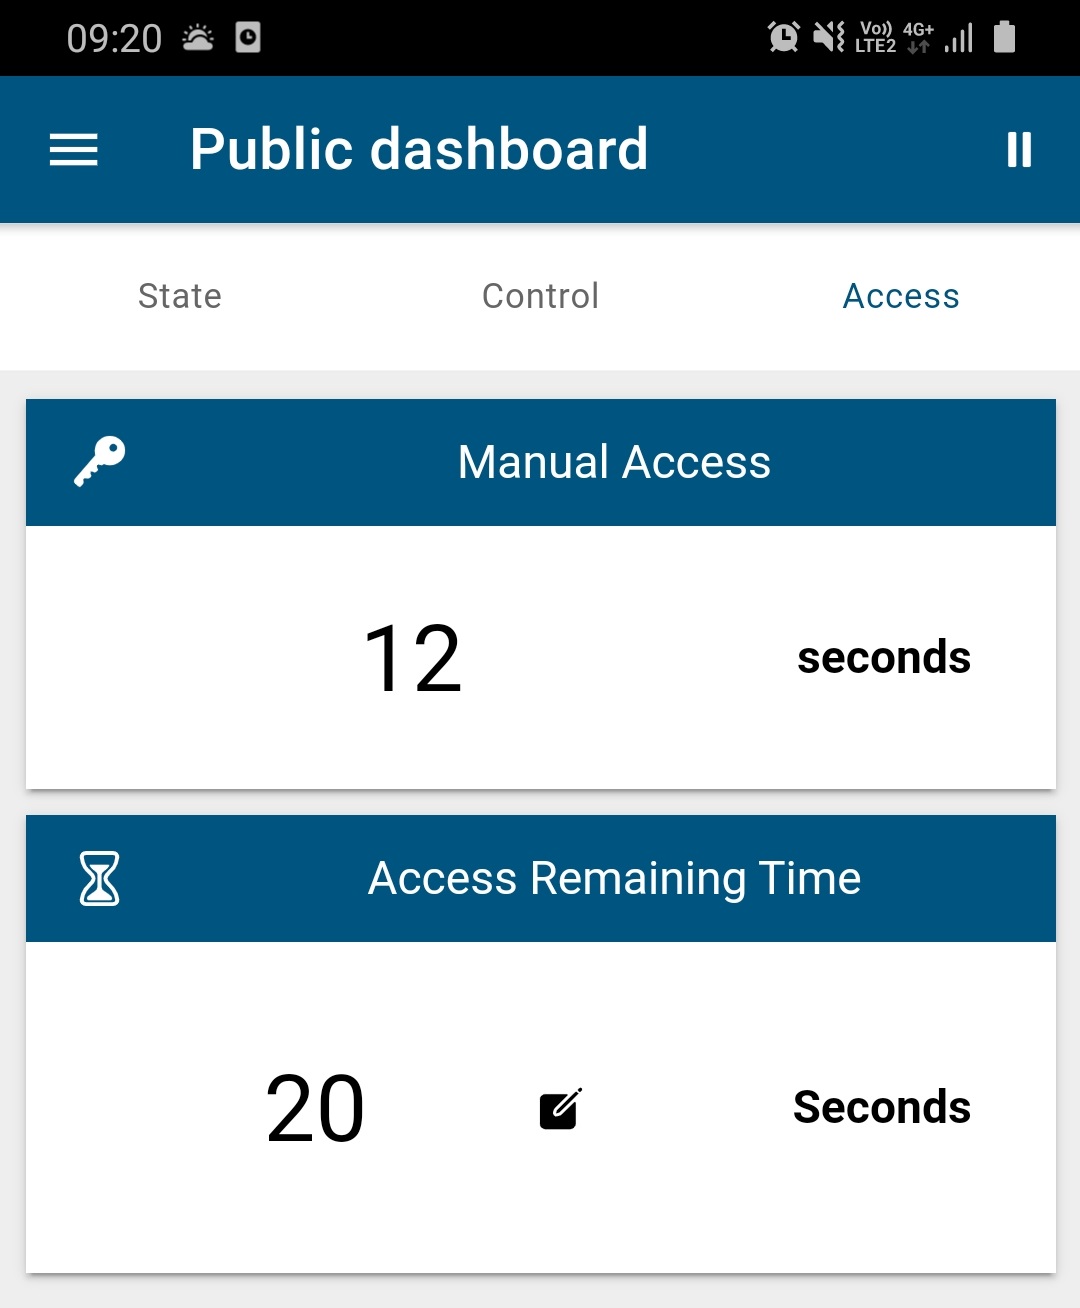 09:20 Vo)) LTE2 4G+
Public dashboard
State Control Access
Manual Access
12 seconds
Access Remaining Time
20 Seconds